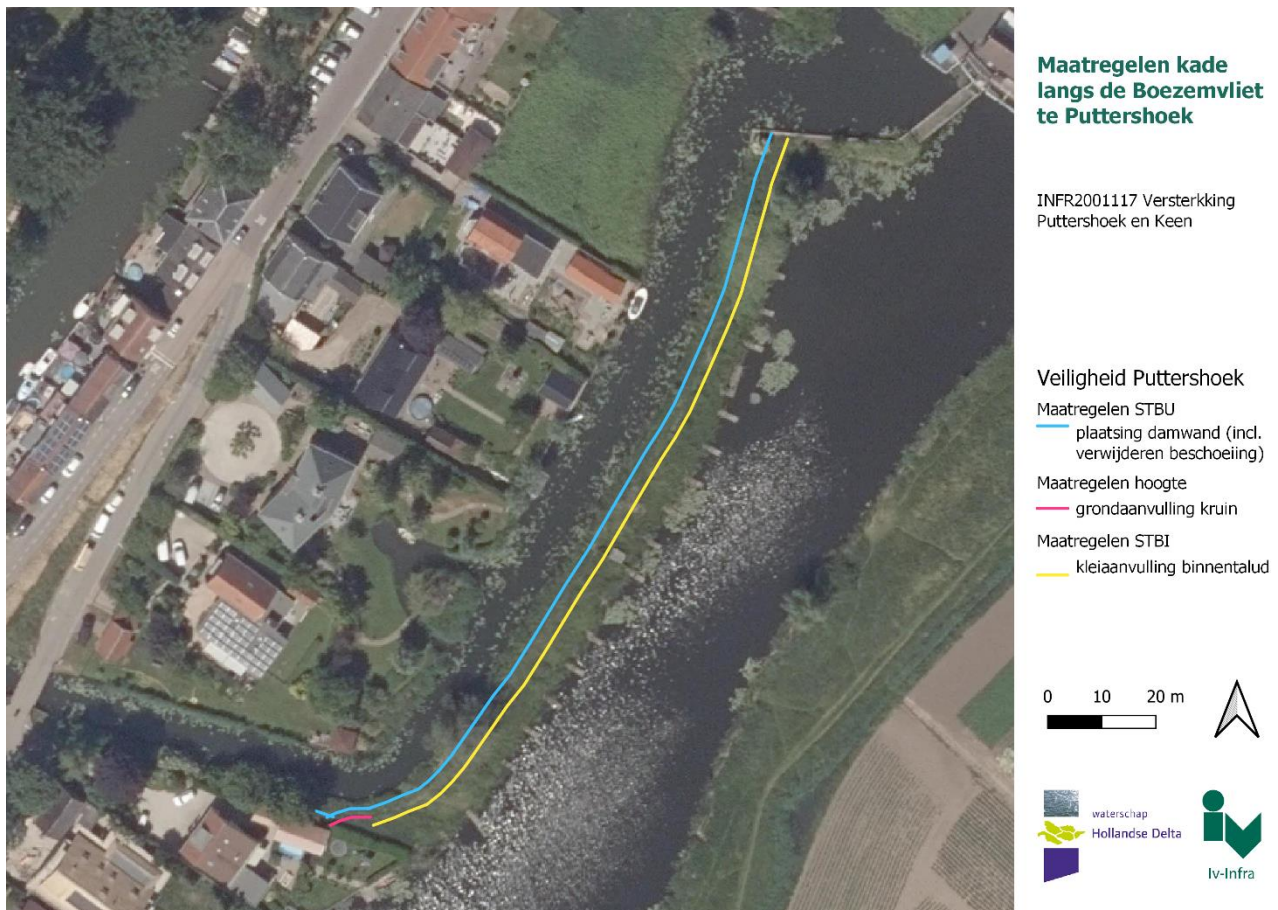 Maatregelen kade
langs de Boezemvliet
te Puttershoek
INFR2001117 Versterkking
Puttershoek en Keen
Veiligheid Puttershoek
Maatregelen STBU
plaatsing damwand (incl.
verwijderen beschoeiing)
Maatregelen hoogte
grondaanvulling kruin
Maatregelen STBI
kleiaanvulling binnentalud
0 10 20 m
waterschap
Hollandse Delta
Iv-Infra